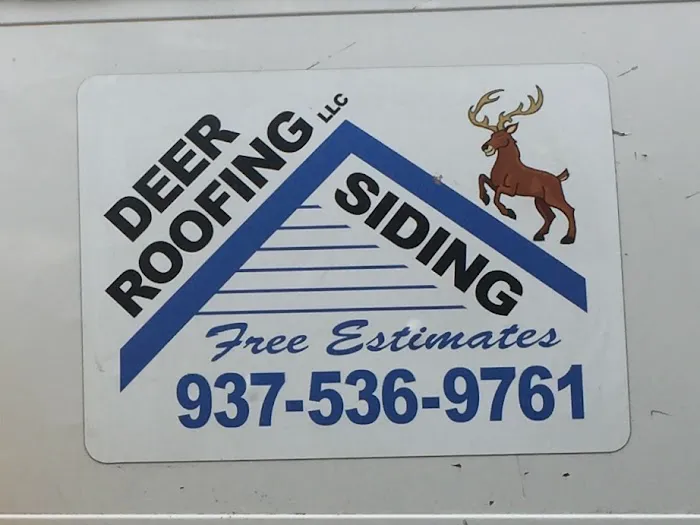 DEER
ROOFING LLC
SIDING
Free Estimates
937-536-9761